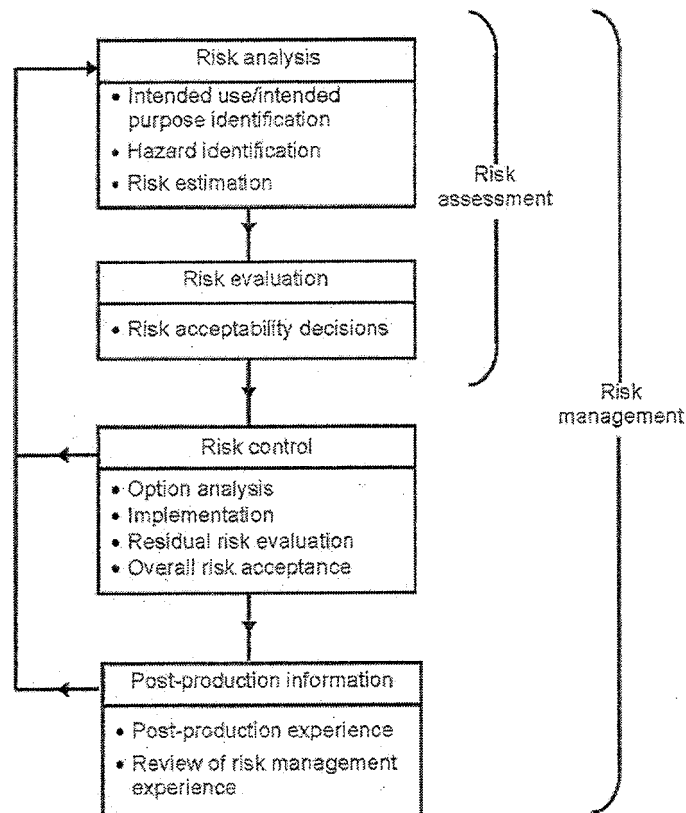 Risk analysis
• Intended use/intended
purpose identification
• Hazard identification
• Risk estimation
Risk evaluation
• Risk acceptability decisions
Risk control
• Option analysis
• Implementation
• Residual risk evaluation
• Overall risk acceptance
Post-production information
• Post-production experience
• Review of risk management
experience
Risk
assessment
Risk
management